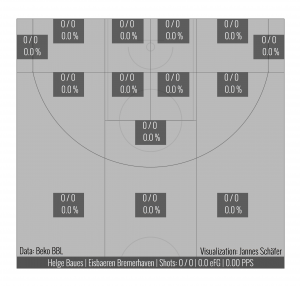 0 / 0 0 / 0 0 / 0 0 / 0
0.0 % 0.0 % 0.0 % 0.0 %
0 / 0 0 / 0
0.0 % 0.0 %
0 / 0 0 / 0 0 / 0 0 / 0
0.0 % 0.0 % 0.0 % 0.0 %
0 / 0
0.0 %
0 / 0 0 / 0 0 / 0
0.0 % 0.0 % 0.0 %
Data: Beko BBL Visualization: Jannes Schäfer
Helge Baues | Eisbaeren Bremerhaven | Shots: 0 / 0 | 0.0 eFG | 0.00 PPS